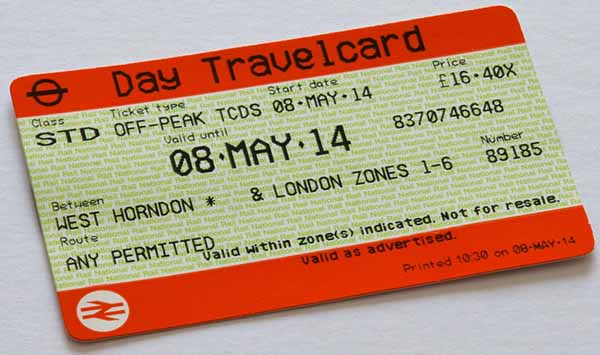 Day Travelcard
Class Ticket type Start date Price
STD OFF-PEAK TCDS 08·MAY·14 £16·40X
Valid until
08·MAY·14 8370746648
Number
89185
Between
WEST HORNDON * & LONDON ZONES 1-6
Route
ANY PERMITTED
Valid within zone(s) indicated. Not for resale.
Valid as advertised.
Printed 10:30 on 08-MAY-14